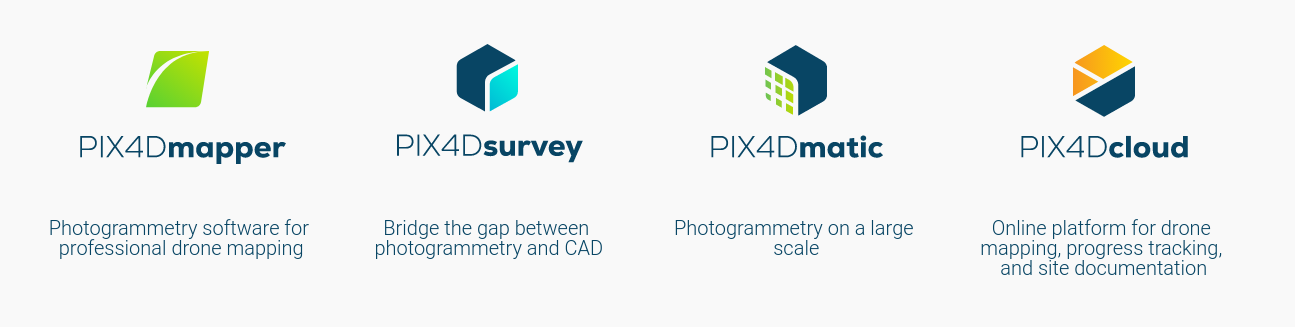 PIX4Dmapper
Photogrammetry software for
professional drone mapping
PIX4Dsurvey
Bridge the gap between
photogrammetry and CAD
PIX4Dmatic
Photogrammetry on a large
scale
PIX4Dcloud
Online platform for drone
mapping, progress tracking,
and site documentation